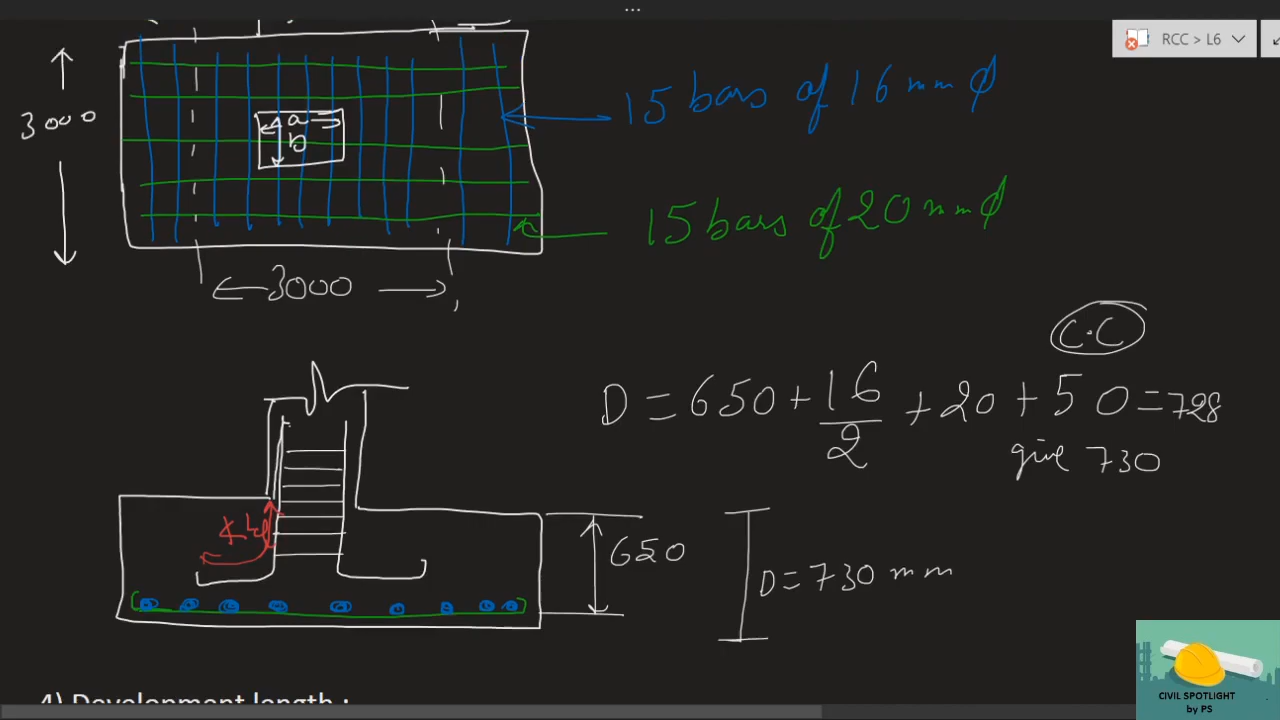 RCC > L6
3000
a
b
15 bars of 16 mm φ
15 bars of 20 mm φ
3000
C.C
D = 650 + 16/2 + 20 + 50 = 728
give 730
Ld
650
D = 730 mm
4) Development length :
CIVIL SPOTLIGHT
by PS